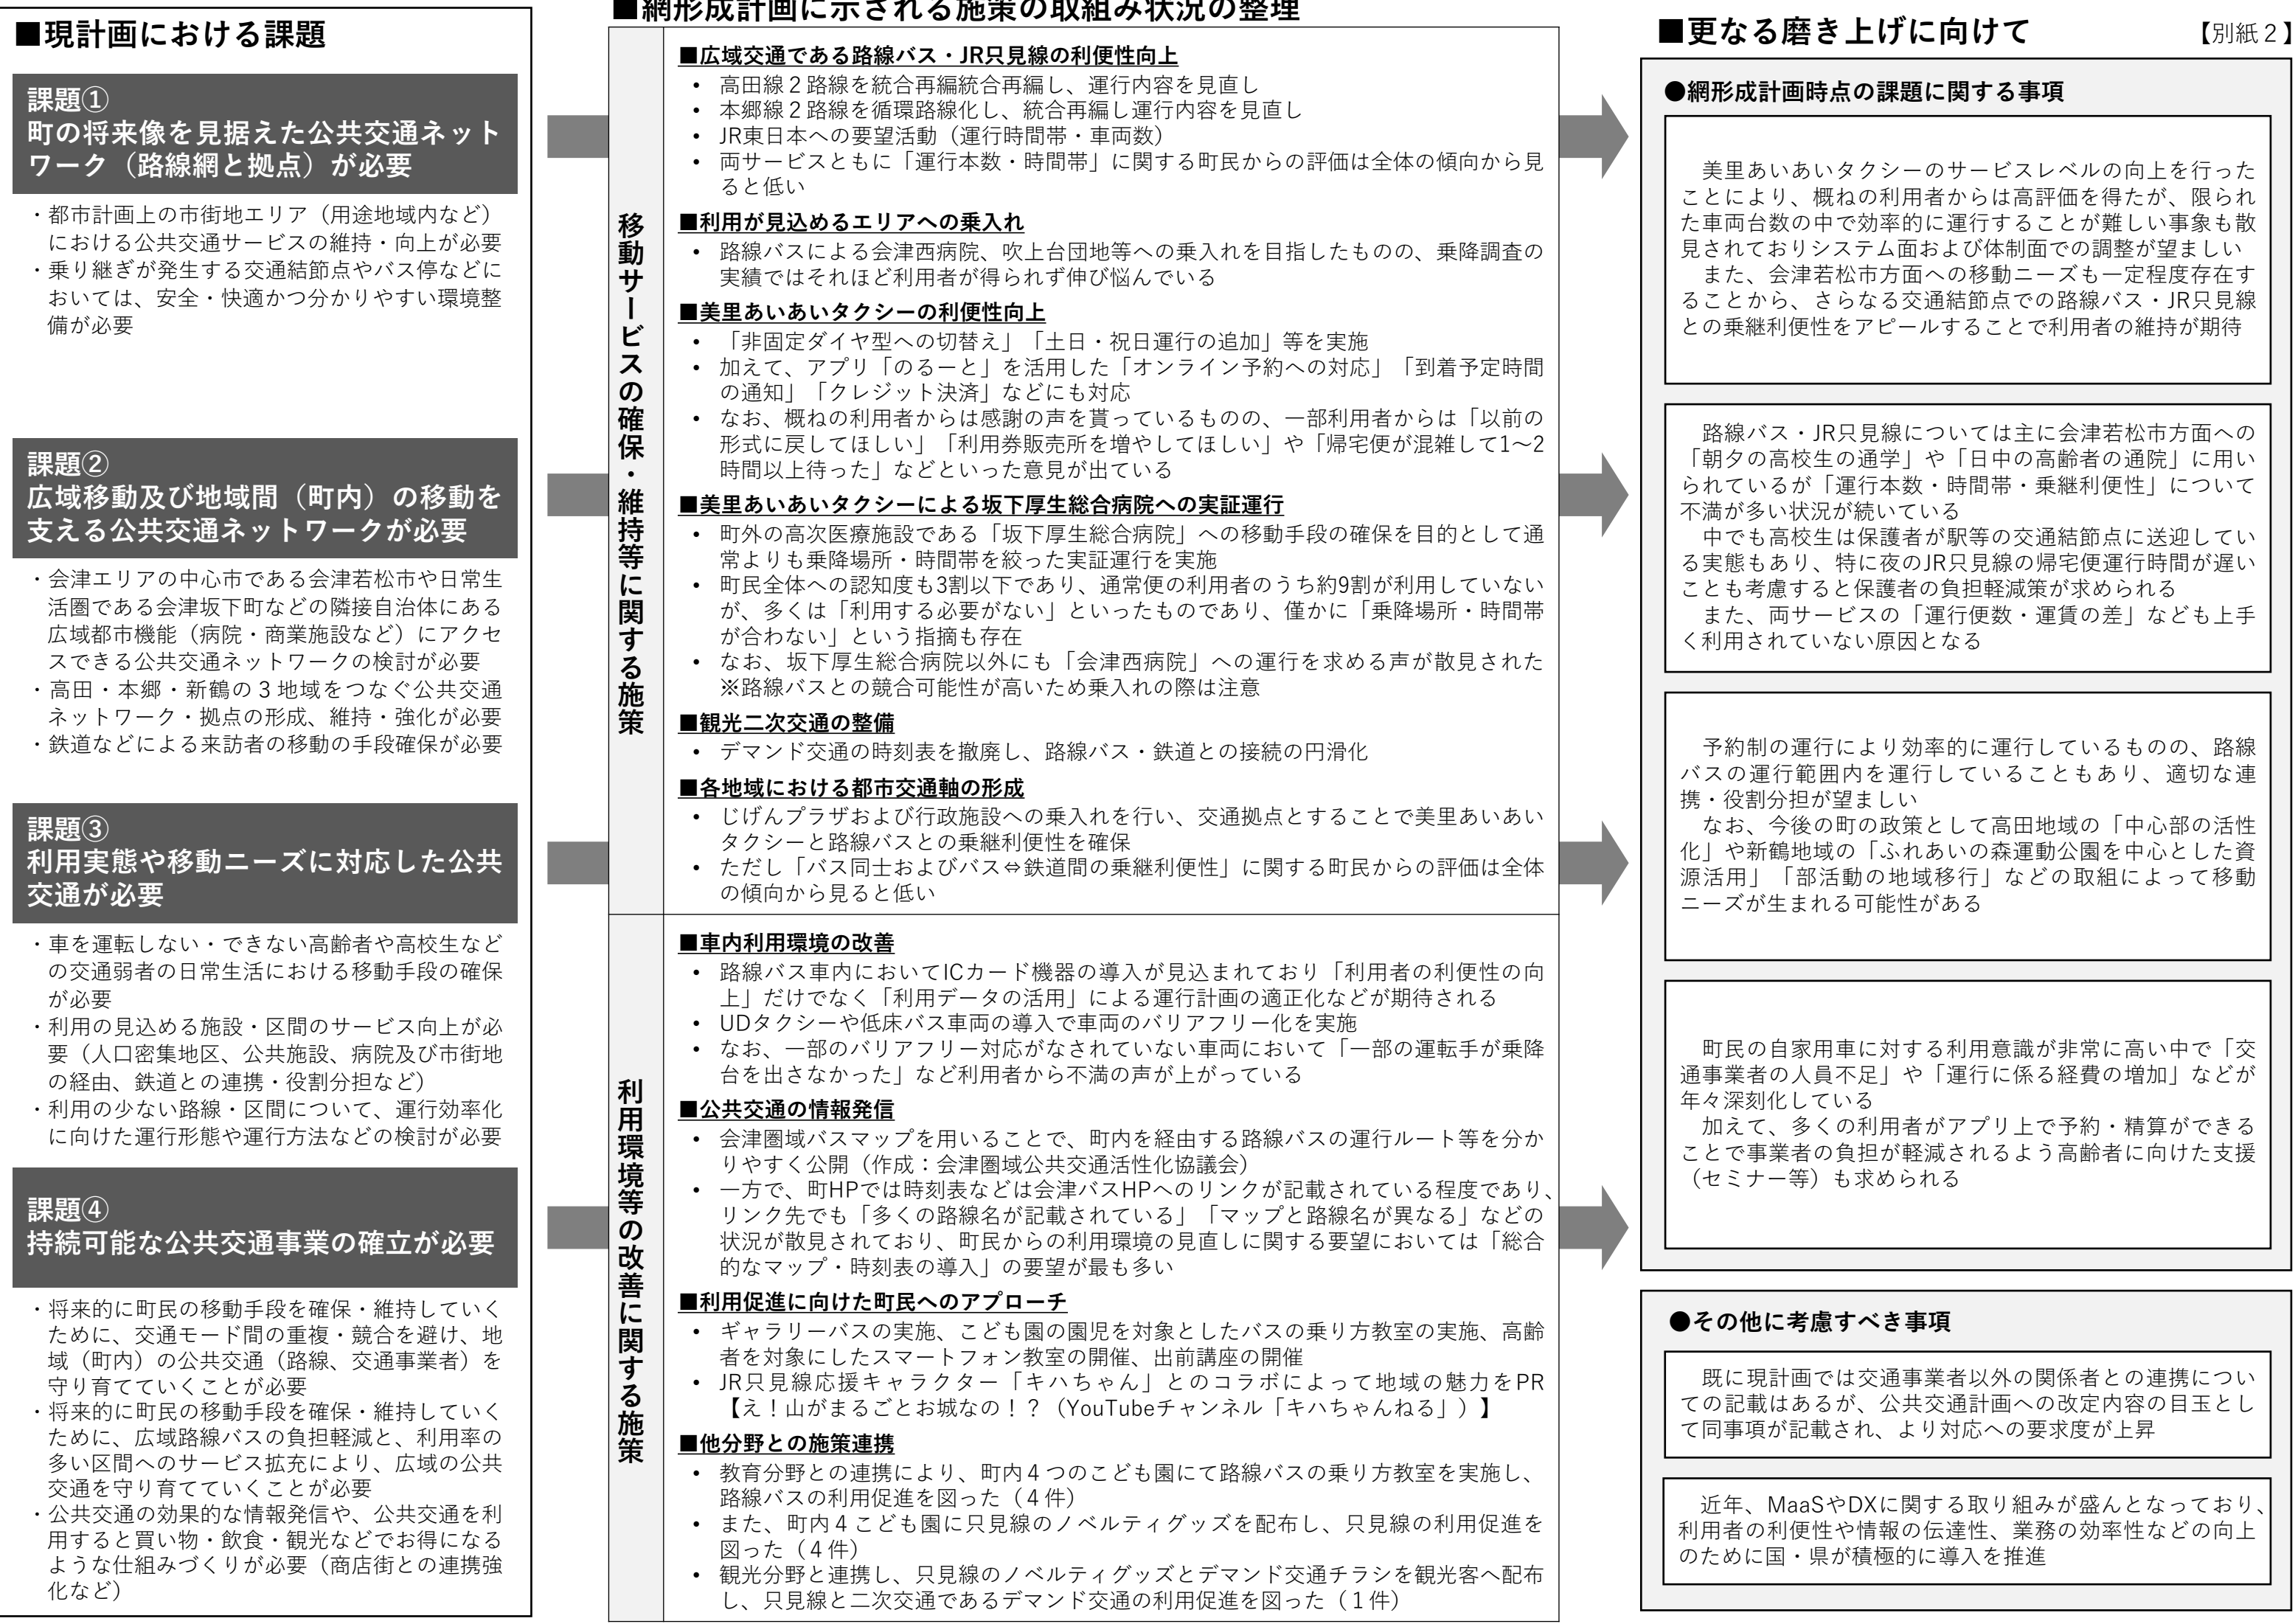 ■現計画における課題
課題①
町の将来像を見据えた公共交通ネット
ワーク（路線網と拠点）が必要
・都市計画上の市街地エリア（用途地域内など）
における公共交通サービスの維持・向上が必要
・乗り継ぎが発生する交通結節点やバス停などに
おいては、安全・快適かつ分かりやすい環境整
備が必要
課題②
広域移動及び地域間（町内）の移動を
支える公共交通ネットワークが必要
・会津エリアの中心市である会津若松市や日常生
活圏である会津坂下町などの隣接自治体にある
広域都市機能（病院・商業施設など）にアクセ
スできる公共交通ネットワークの検討が必要
・高田・本郷・新鶴の３地域をつなぐ公共交通
ネットワーク・拠点の形成、維持・強化が必要
・鉄道などによる来訪者の移動の手段確保が必要
課題③
利用実態や移動ニーズに対応した公共
交通が必要
・車を運転しない・できない高齢者や高校生など
の交通弱者の日常生活における移動手段の確保
が必要
・利用の見込める施設・区間のサービス向上が必
要（人口密集地区、公共施設、病院及び市街地
の経由、鉄道との連携・役割分担など）
・利用の少ない路線・区間について、運行効率化
に向けた運行形態や運行方法などの検討が必要
課題④
持続可能な公共交通事業の確立が必要
・将来的に町民の移動手段を確保・維持していく
ために、交通モード間の重複・競合を避け、地
域（町内）の公共交通（路線、交通事業者）を
守り育てていくことが必要
・将来的に町民の移動手段を確保・維持していく
ために、広域路線バスの負担軽減と、利用率の
多い区間へのサービス拡充により、広域の公共
交通を守り育てていくことが必要
・公共交通の効果的な情報発信や、公共交通を利
用すると買い物・飲食・観光などでお得になる
ような仕組みづくりが必要（商店街との連携強
化など）
■網形成計画に示される施策の取組み状況の整理
移動サービスの確保・維持等に関する施策
■広域交通である路線バス・JR只見線の利便性向上
• 高田線２路線を統合再編統合再編し、運行内容を見直し
• 本郷線２路線を循環路線化し、統合再編し運行内容を見直し
• JR東日本への要望活動（運行時間帯・車両数）
• 両サービスともに「運行本数・時間帯」に関する町民からの評価は全体の傾向から見
ると低い
■利用が見込めるエリアへの乗入れ
• 路線バスによる会津西病院、吹上台団地等への乗入れを目指したものの、乗降調査の
実績ではそれほど利用者が得られず伸び悩んでいる
■美里あいあいタクシーの利便性向上
• 「非固定ダイヤ型への切替え」「土日・祝日運行の追加」等を実施
• 加えて、アプリ「のるーと」を活用した「オンライン予約への対応」「到着予定時間
の通知」「クレジット決済」などにも対応
• なお、概ねの利用者からは感謝の声を貰っているものの、一部利用者からは「以前の
形式に戻してほしい」「利用券販売所を増やしてほしい」や「帰宅便が混雑して1〜2
時間以上待った」などといった意見が出ている
■美里あいあいタクシーによる坂下厚生総合病院への実証運行
• 町外の高次医療施設である「坂下厚生総合病院」への移動手段の確保を目的として通
常よりも乗降場所・時間帯を絞った実証運行を実施
• 町民全体への認知度も3割以下であり、通常便の利用者のうち約9割が利用していない
が、多くは「利用する必要がない」といったものであり、僅かに「乗降場所・時間帯
が合わない」という指摘も存在
• なお、坂下厚生総合病院以外にも「会津西病院」への運行を求める声が散見された
※路線バスとの競合可能性が高いため乗入れの際は注意
■観光二次交通の整備
• デマンド交通の時刻表を撤廃し、路線バス・鉄道との接続の円滑化
■各地域における都市交通軸の形成
• じげんプラザおよび行政施設への乗入れを行い、交通拠点とすることで美里あいあい
タクシーと路線バスとの乗継利便性を確保
• ただし「バス同士およびバス⇔鉄道間の乗継利便性」に関する町民からの評価は全体
の傾向から見ると低い
利用環境等の改善に関する施策
■車内利用環境の改善
• 路線バス車内においてICカード機器の導入が見込まれており「利用者の利便性の向
上」だけでなく「利用データの活用」による運行計画の適正化などが期待される
• UDタクシーや低床バス車両の導入で車両のバリアフリー化を実施
• なお、一部のバリアフリー対応がなされていない車両において「一部の運転手が乗降
台を出さなかった」など利用者から不満の声が上がっている
■公共交通の情報発信
• 会津圏域バスマップを用いることで、町内を経由する路線バスの運行ルート等を分か
りやすく公開（作成：会津圏域公共交通活性化協議会）
• 一方で、町HPでは時刻表などは会津バスHPへのリンクが記載されている程度であり、
リンク先でも「多くの路線名が記載されている」「マップと路線名が異なる」などの
状況が散見されており、町民からの利用環境の見直しに関する要望においては「総合
的なマップ・時刻表の導入」の要望が最も多い
■利用促進に向けた町民へのアプローチ
• ギャラリーバスの実施、こども園の園児を対象としたバスの乗り方教室の実施、高齢
者を対象にしたスマートフォン教室の開催、出前講座の開催
• JR只見線応援キャラクター「キハちゃん」とのコラボによって地域の魅力をPR
【え！山がまるごとお城なの！？（YouTubeチャンネル「キハちゃんねる」）】
■他分野との施策連携
• 教育分野との連携により、町内４つのこども園にて路線バスの乗り方教室を実施し、
路線バスの利用促進を図った（４件）
• また、町内４こども園に只見線のノベルティグッズを配布し、只見線の利用促進を
図った（４件）
• 観光分野と連携し、只見線のノベルティグッズとデマンド交通チラシを観光客へ配布
し、只見線と二次交通であるデマンド交通の利用促進を図った（１件）
■更なる磨き上げに向けて
【別紙２】
●網形成計画時点の課題に関する事項
美里あいあいタクシーのサービスレベルの向上を行った
ことにより、概ねの利用者からは高評価を得たが、限られ
た車両台数の中で効率的に運行することが難しい事象も散
見されておりシステム面および体制面での調整が望ましい
また、会津若松市方面への移動ニーズも一定程度存在す
ることから、さらなる交通結節点での路線バス・JR只見線
との乗継利便性をアピールすることで利用者の維持が期待
路線バス・JR只見線については主に会津若松市方面への
「朝夕の高校生の通学」や「日中の高齢者の通院」に用い
られているが「運行本数・時間帯・乗継利便性」について
不満が多い状況が続いている
中でも高校生は保護者が駅等の交通結節点に送迎してい
る実態もあり、特に夜のJR只見線の帰宅便運行時間が遅い
ことも考慮すると保護者の負担軽減策が求められる
また、両サービスの「運行便数・運賃の差」なども上手
く利用されていない原因となる
予約制の運行により効率的に運行しているものの、路線
バスの運行範囲内を運行していることもあり、適切な連
携・役割分担が望ましい
なお、今後の町の政策として高田地域の「中心部の活性
化」や新鶴地域の「ふれあいの森運動公園を中心とした資
源活用」「部活動の地域移行」などの取組によって移動
ニーズが生まれる可能性がある
町民の自家用車に対する利用意識が非常に高い中で「交
通事業者の人員不足」や「運行に係る経費の増加」などが
年々深刻化している
加えて、多くの利用者がアプリ上で予約・精算ができる
ことで事業者の負担が軽減されるよう高齢者に向けた支援
（セミナー等）も求められる
●その他に考慮すべき事項
既に現計画では交通事業者以外の関係者との連携につい
ての記載はあるが、公共交通計画への改定内容の目玉とし
て同事項が記載され、より対応への要求度が上昇
近年、MaaSやDXに関する取り組みが盛んとなっており、
利用者の利便性や情報の伝達性、業務の効率性などの向上
のために国・県が積極的に導入を推進